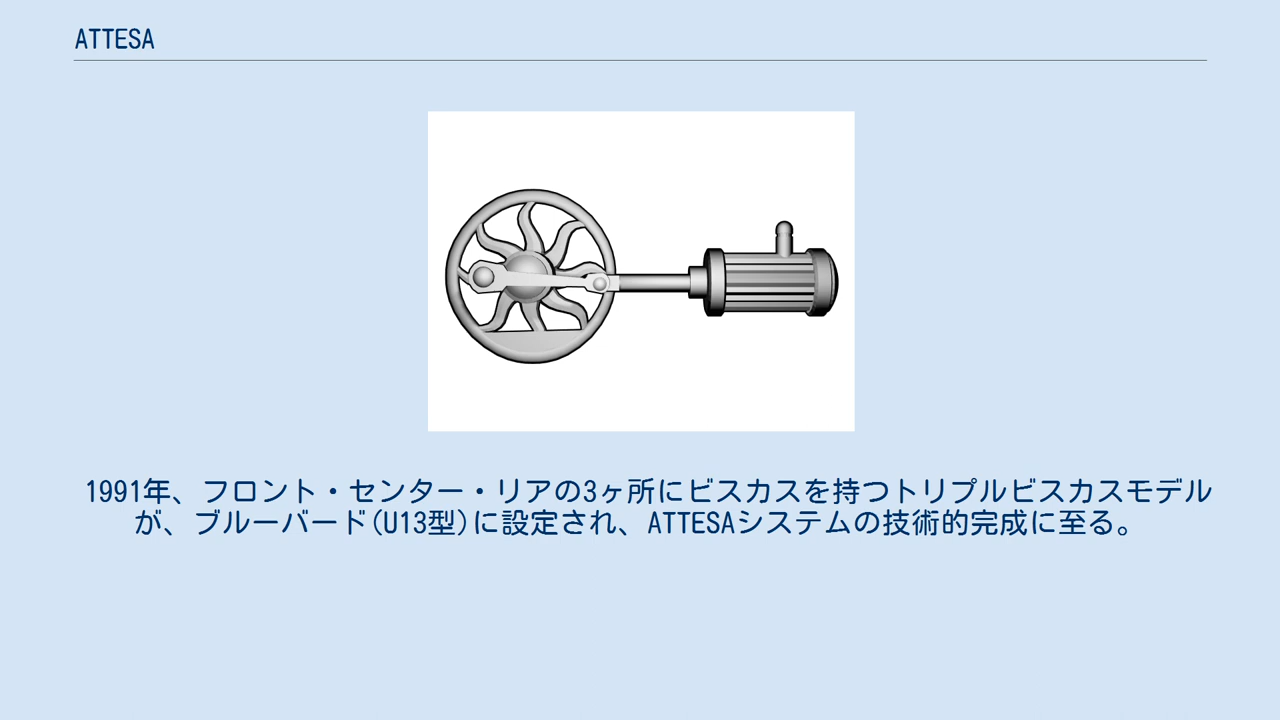 ATTESA
1991年、フロント・センター・リアの3ヶ所にビスカスを持つトリプルビスカスモデル
が、ブルーバード(U13型)に設定され、ATTESAシステムの技術的完成に至る。